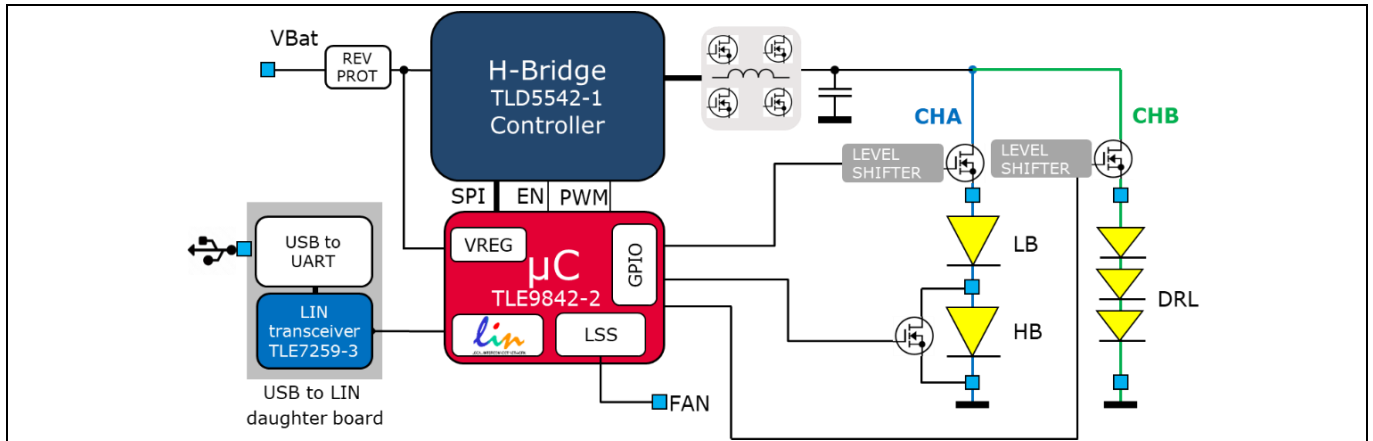 VBat
REV
PROT
H-Bridge
TLD5542-1
Controller
CHA
CHB
LEVEL
SHIFTER
LEVEL
SHIFTER
SPI
EN
PWM
USB to
UART
VREG
µC
TLE9842-2
GPIO
LB
DRL
LIN
transceiver
TLE7259-3
lin
LSS
HB
USB to LIN
daughter board
FAN